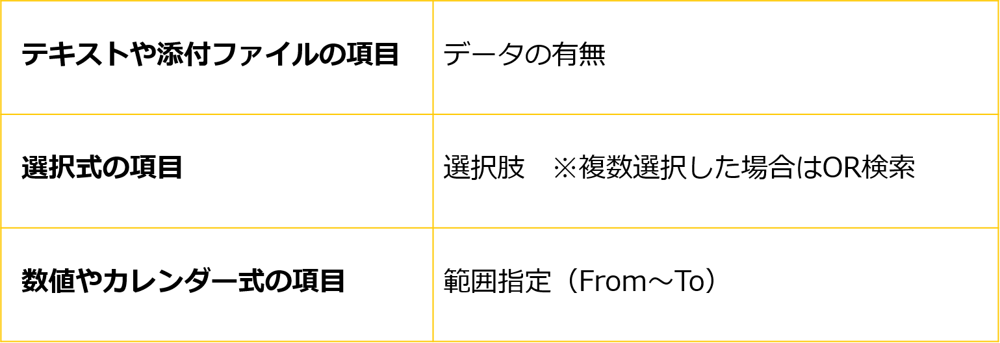 テキストや添付ファイルの項目
データの有無
選択式の項目
選択肢　※複数選択した場合はOR検索
数値やカレンダー式の項目
範囲指定（From～To）